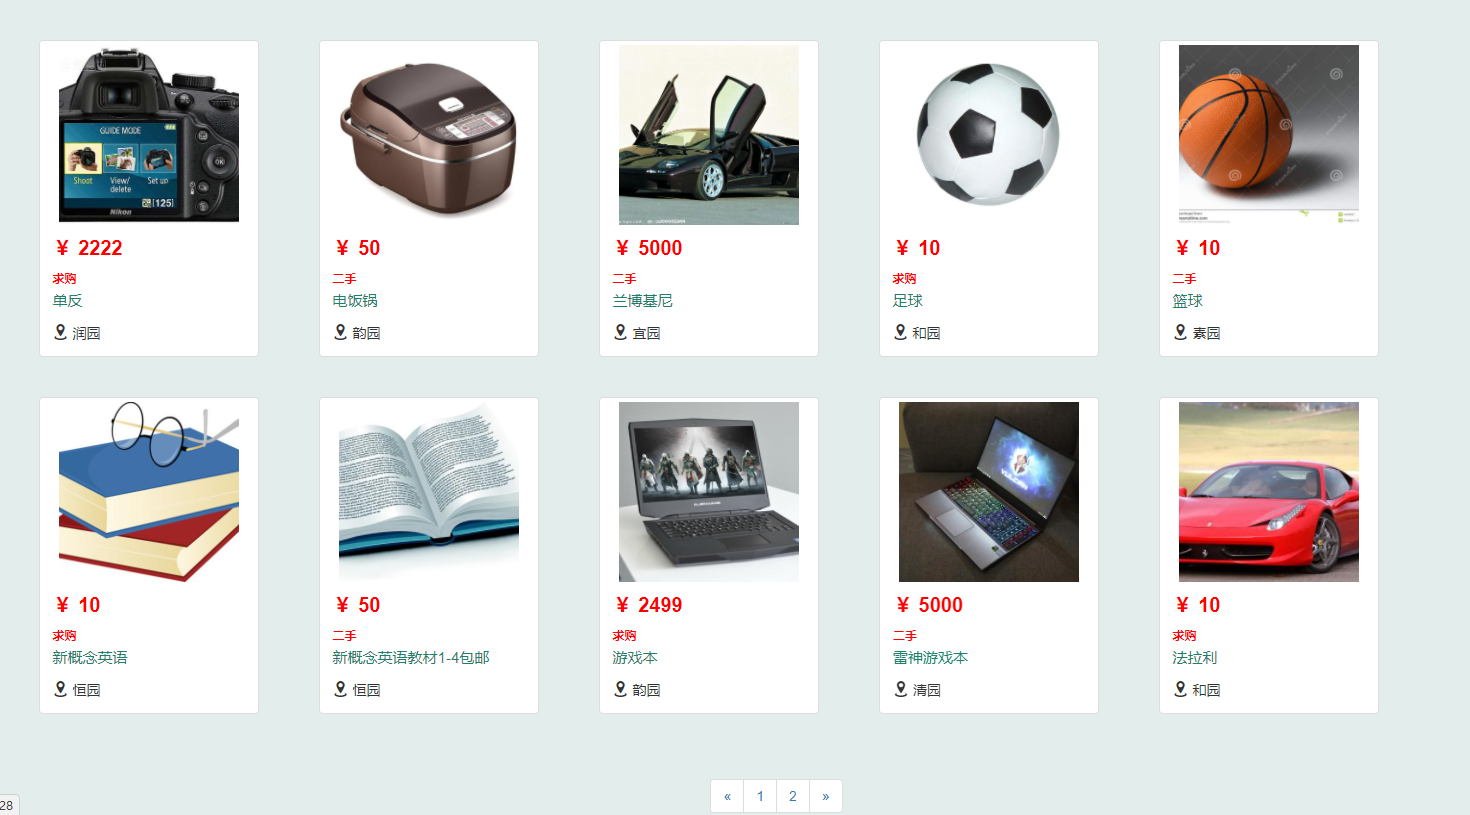 GUIDE MODE
Shoot
View/
delete
Set up
[125]
Nikon
¥ 2222
求购
单反
润园
¥ 50
二手
电饭锅
韵园
¥ 5000
二手
兰博基尼
宜园
¥ 10
求购
足球
和园
¥ 10
二手
篮球
素园
¥ 10
求购
新概念英语
恒园
¥ 50
二手
新概念英语教材1-4包邮
恒园
¥ 2499
求购
游戏本
韵园
¥ 5000
二手
雷神游戏本
清园
¥ 10
求购
法拉利
和园
« 1 2 »
28